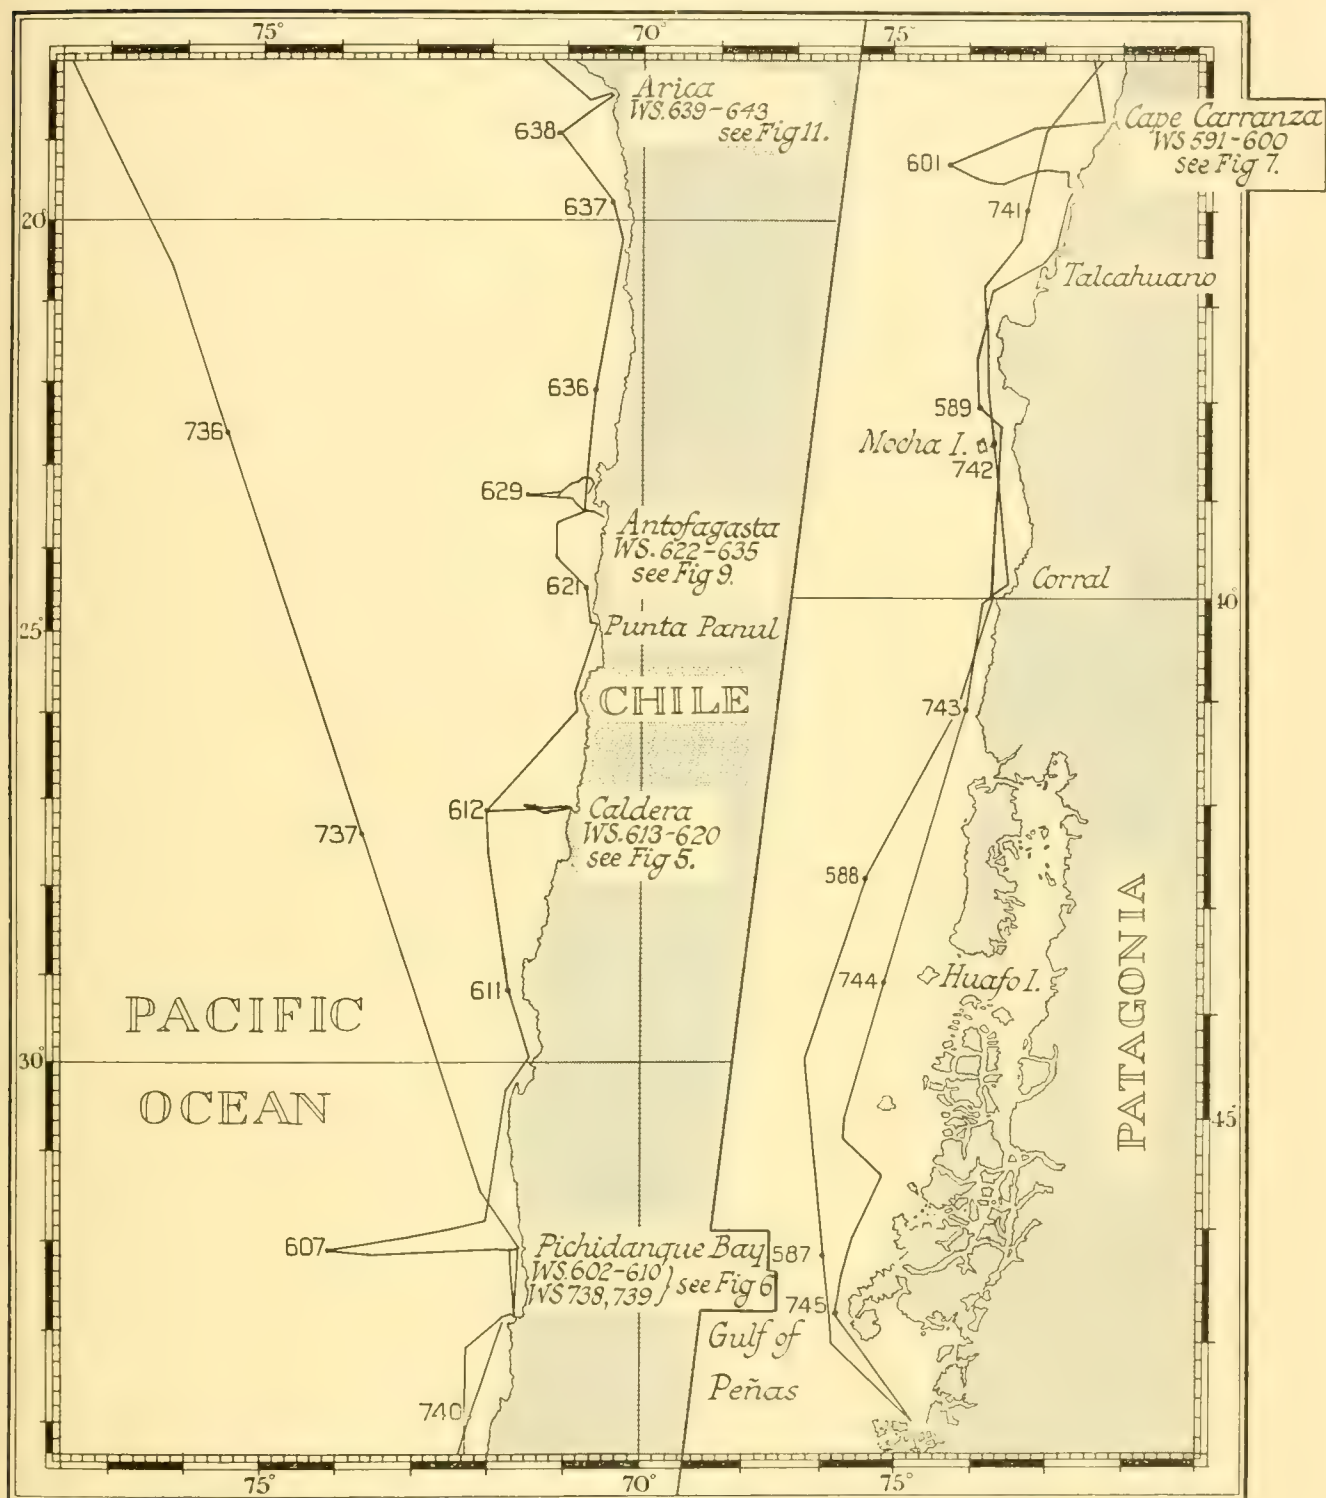 75°
70°
75°
Arica
WS.639-643
see Fig 11.
638
637
20°
636
736
629
Antofagasta
WS.622-635
see Fig 9.
621
25°
Punta Panul
CHILE
612
Caldera
WS.613-620
see Fig 5.
737
611
PACIFIC
OCEAN
30°
607
Pichidanque Bay
WS.602-610
WS 738,739 } see Fig 6
740
75°
70°
Cape Carranza
WS 591-600
see Fig 7.
601
741
Talcahuano
589
Mocha I.
742
Corral
40°
743
588
PATAGONIA
744
Huafo I.
45°
587
745
Gulf of
Peñas
75°